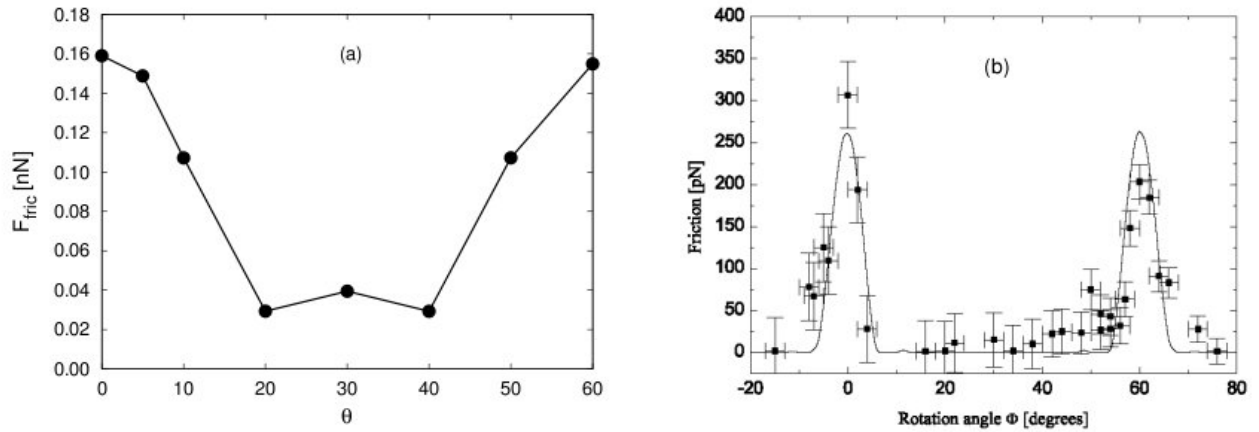 0.18
0.16
0.14
0.12
0.10
0.08
0.06
0.04
0.02
0.00
F_fric [nN]
(a)
0 10 20 30 40 50 60
θ
400
350
300
250
200
150
100
50
0
Friction [pN]
(b)
-20 0 20 40 60 80
Rotation angle Φ [degrees]